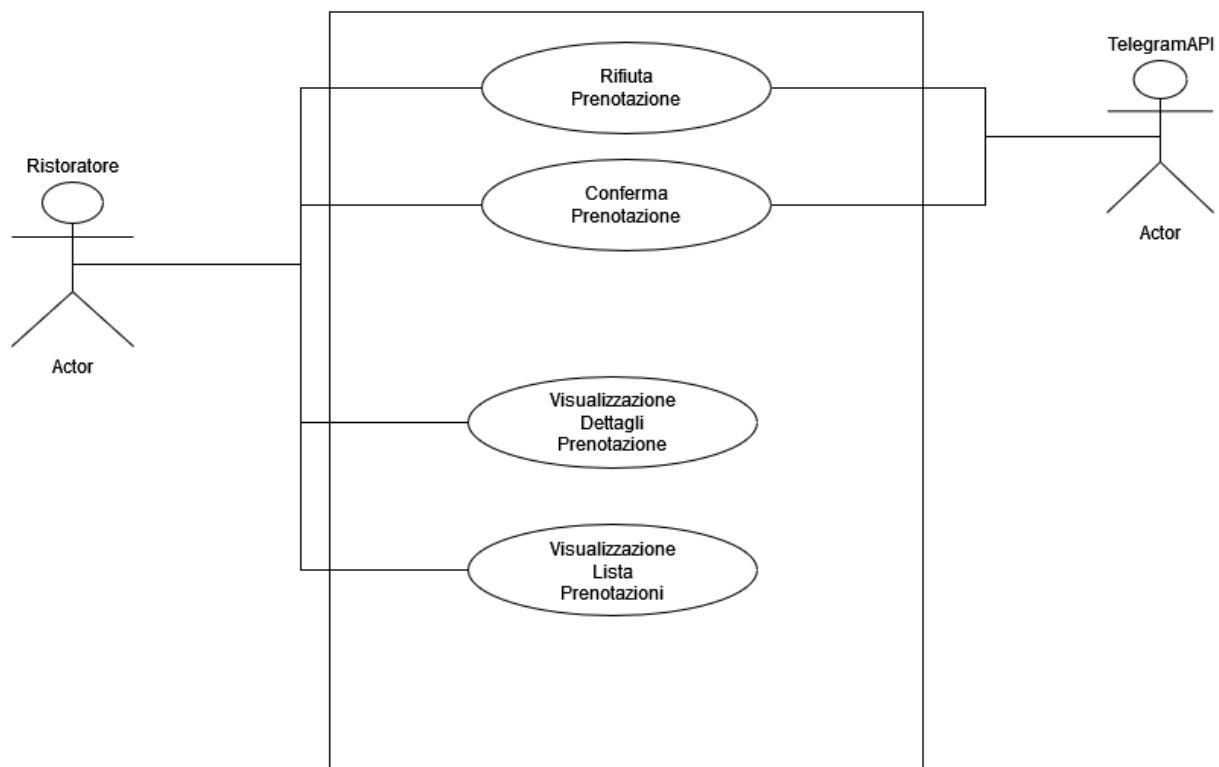 TelegramAPI
Rifiuta
Prenotazione
Ristoratore
Conferma
Prenotazione
Actor
Actor
Visualizzazione
Dettagli
Prenotazione
Visualizzazione
Lista
Prenotazioni